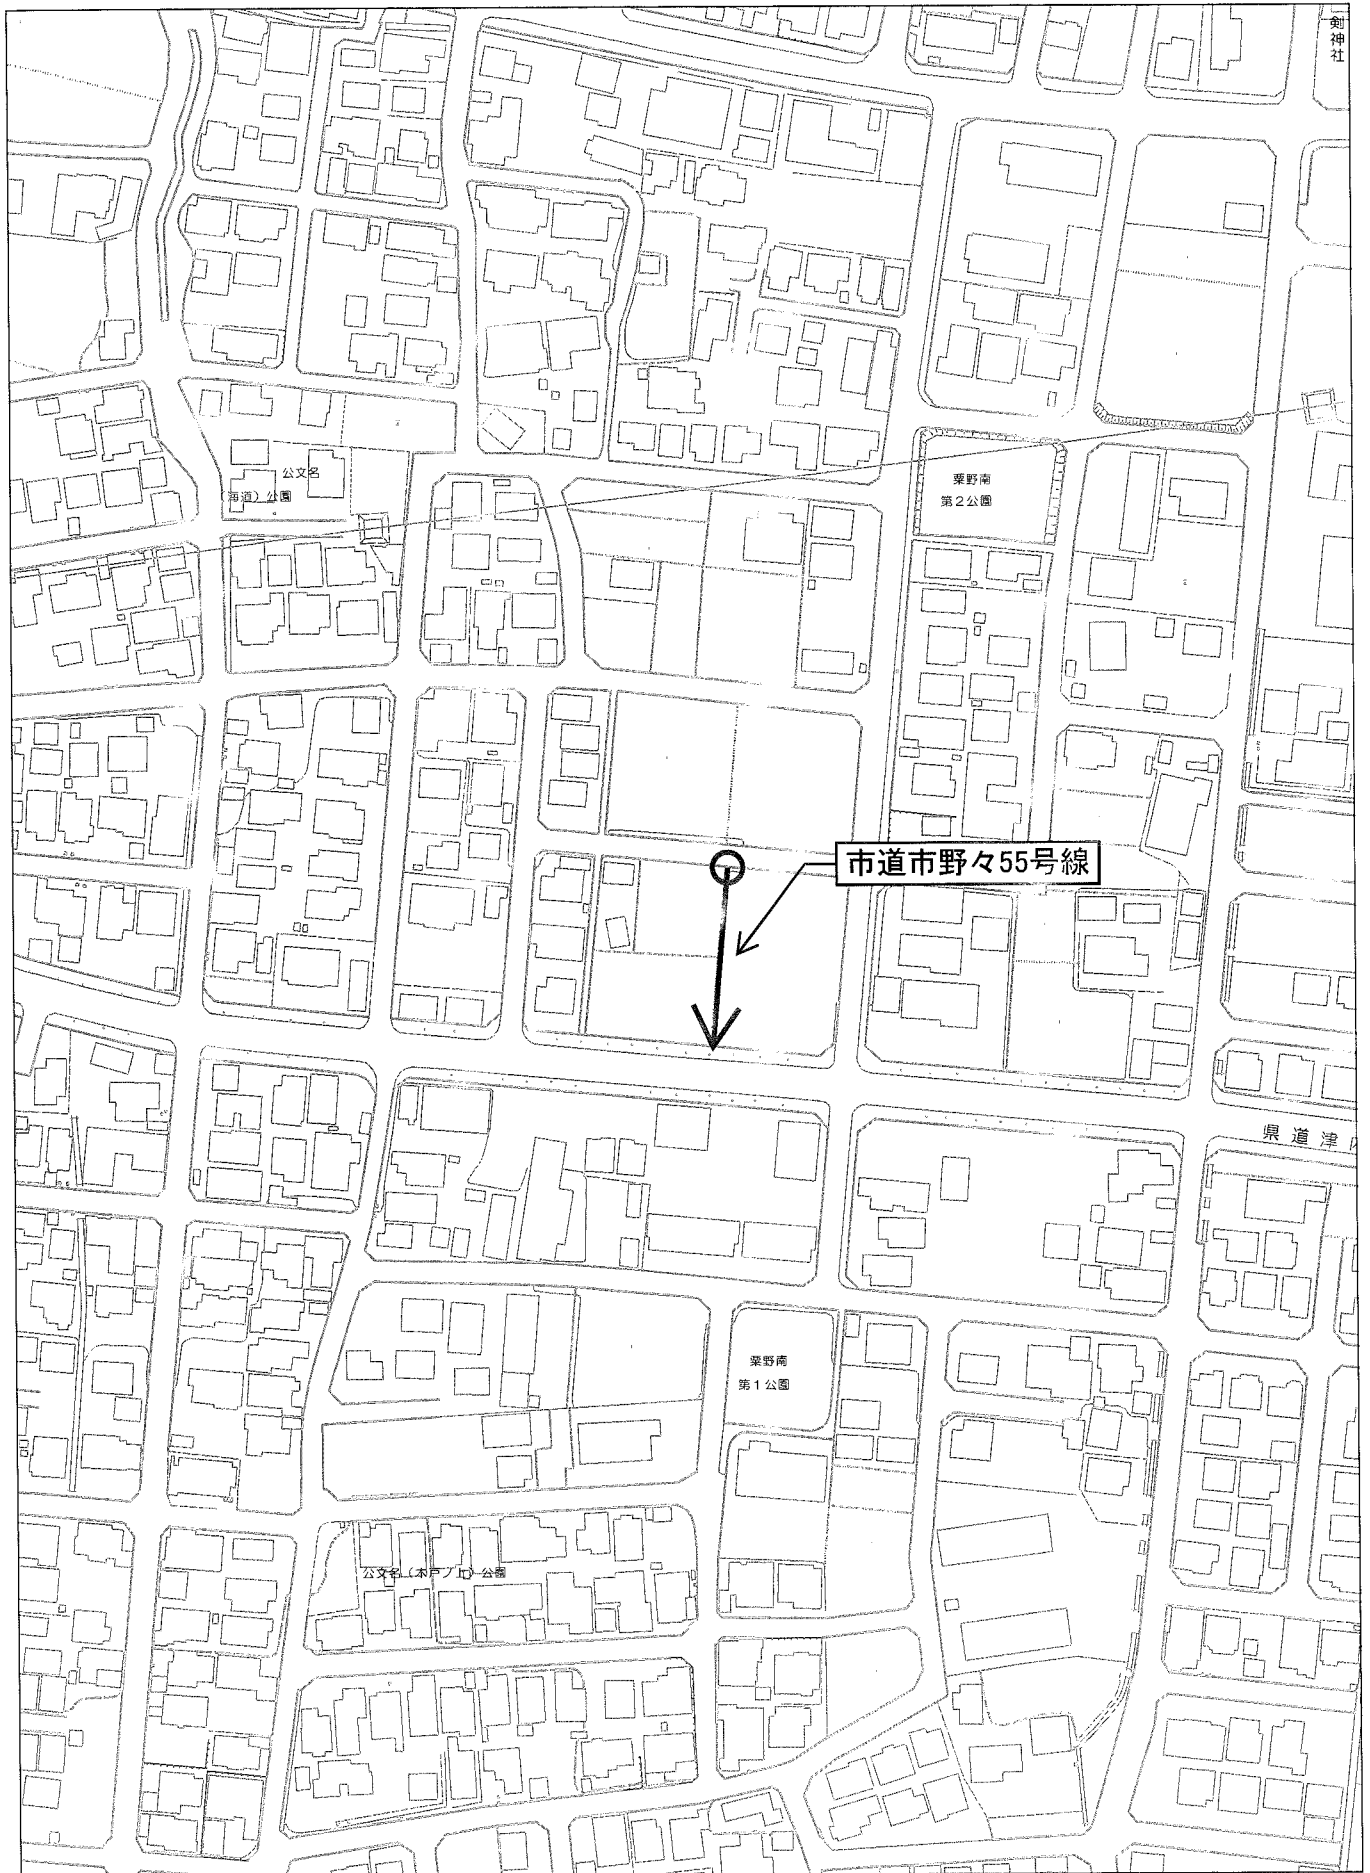 剣神社
公文名
(海道)公園
粟野南
第2公園
市道市野々55号線
県道津
粟野南
第1公園
公文名(木戸ノ上)公園